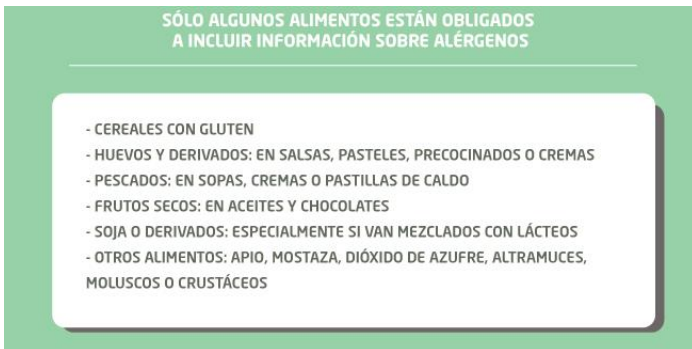 SÓLO ALGUNOS ALIMENTOS ESTÁN OBLIGADOS
A INCLUIR INFORMACIÓN SOBRE ALÉRGENOS
- CEREALES CON GLUTEN
- HUEVOS Y DERIVADOS: EN SALSAS, PASTELES, PRECOCINADOS O CREMAS
- PESCADOS: EN SOPAS, CREMAS O PASTILLAS DE CALDO
- FRUTOS SECOS: EN ACEITES Y CHOCOLATES
- SOJA O DERIVADOS: ESPECIALMENTE SI VAN MEZCLADOS CON LÁCTEOS
- OTROS ALIMENTOS: APIO, MOSTAZA, DIÓXIDO DE AZUFRE, ALTRAMUCES,
MOLUSCOS O CRUSTÁCEOS